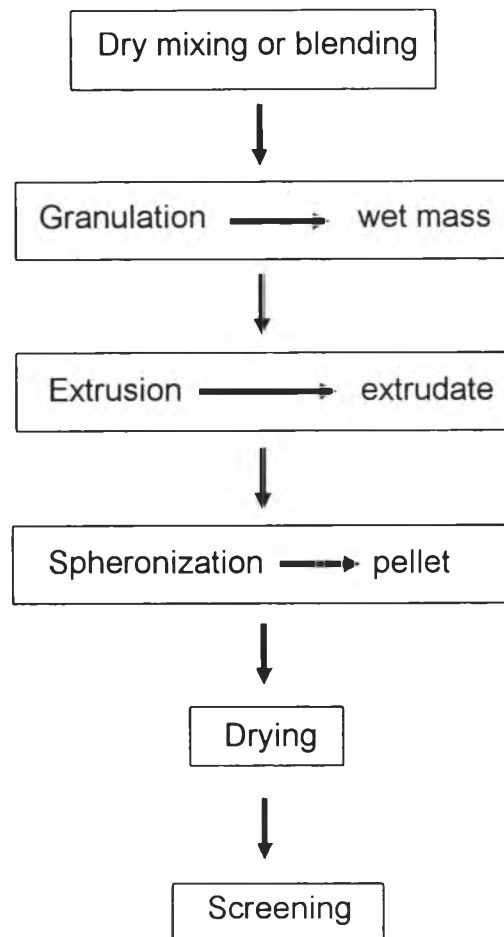 Dry mixing or blending
Granulation wet mass
Extrusion extrudate
Spheronization pellet
Drying
Screening